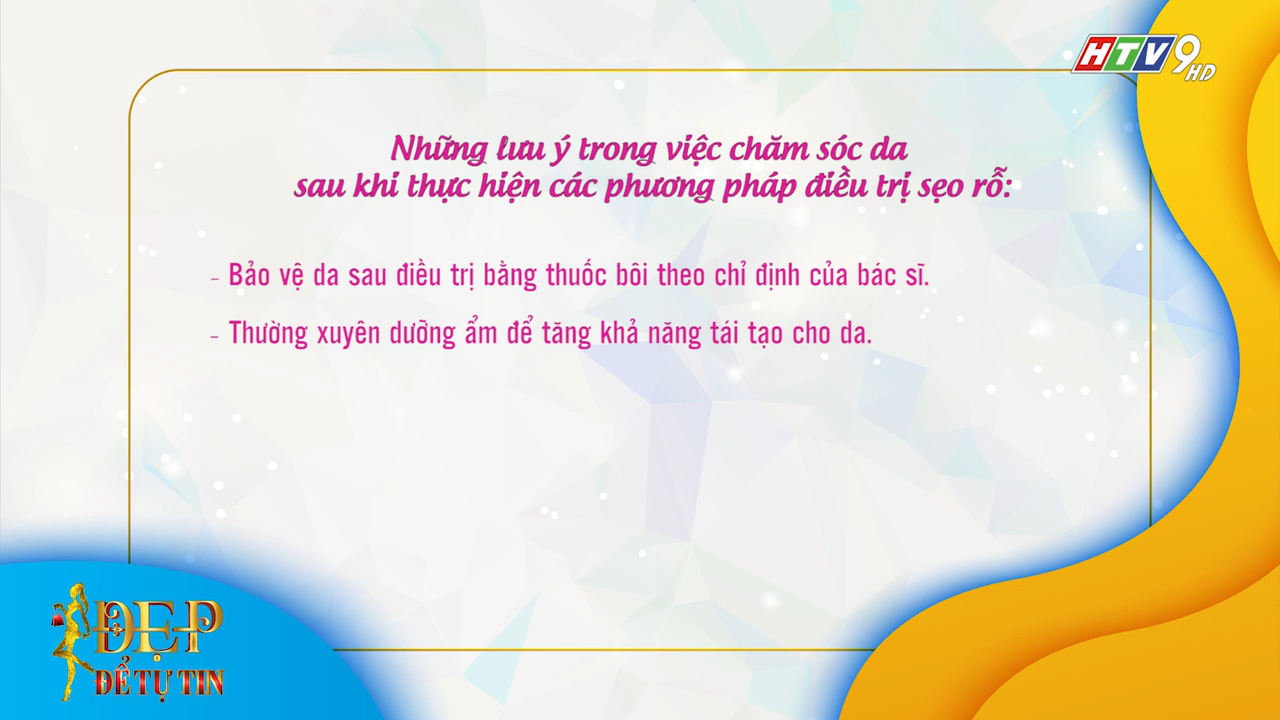 HTV9 HD
Những lưu ý trong việc chăm sóc da
sau khi thực hiện các phương pháp điều trị sẹo rỗ:
- Bảo vệ da sau điều trị bằng thuốc bôi theo chỉ định của bác sĩ.
- Thường xuyên dưỡng ẩm để tăng khả năng tái tạo cho da.
ĐẸP
ĐỂ TỰ TIN